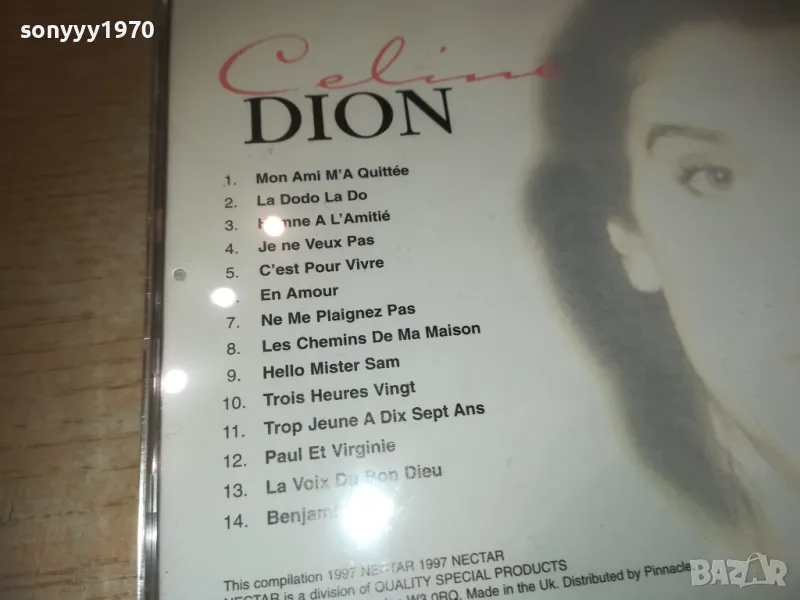 sonyyy1970
Celine
DION
1. Mon Ami M'A Quittée
2. La Dodo La Do
3. A L'Amitié
4. Je ne Veux Pas
5. C'est Pour Vivre
En Amour
7. Ne Me Plaignez Pas
8. Les Chemins De Ma Maison
9. Hello Mister Sam
10. Trois Heures Vingt
11. Trop Jeune A Dix Sept Ans
12. Paul Et Virginie
13. La Voix Du Bon Dieu
14.
This compilation 1997 NECTAR 1997 NECTAR
NECTAR is a division of QUALITY SPECIAL PRODUCTS
W3 0RQ. Made in the Uk. Distributed by Pinnacle.
BAZAR.bg